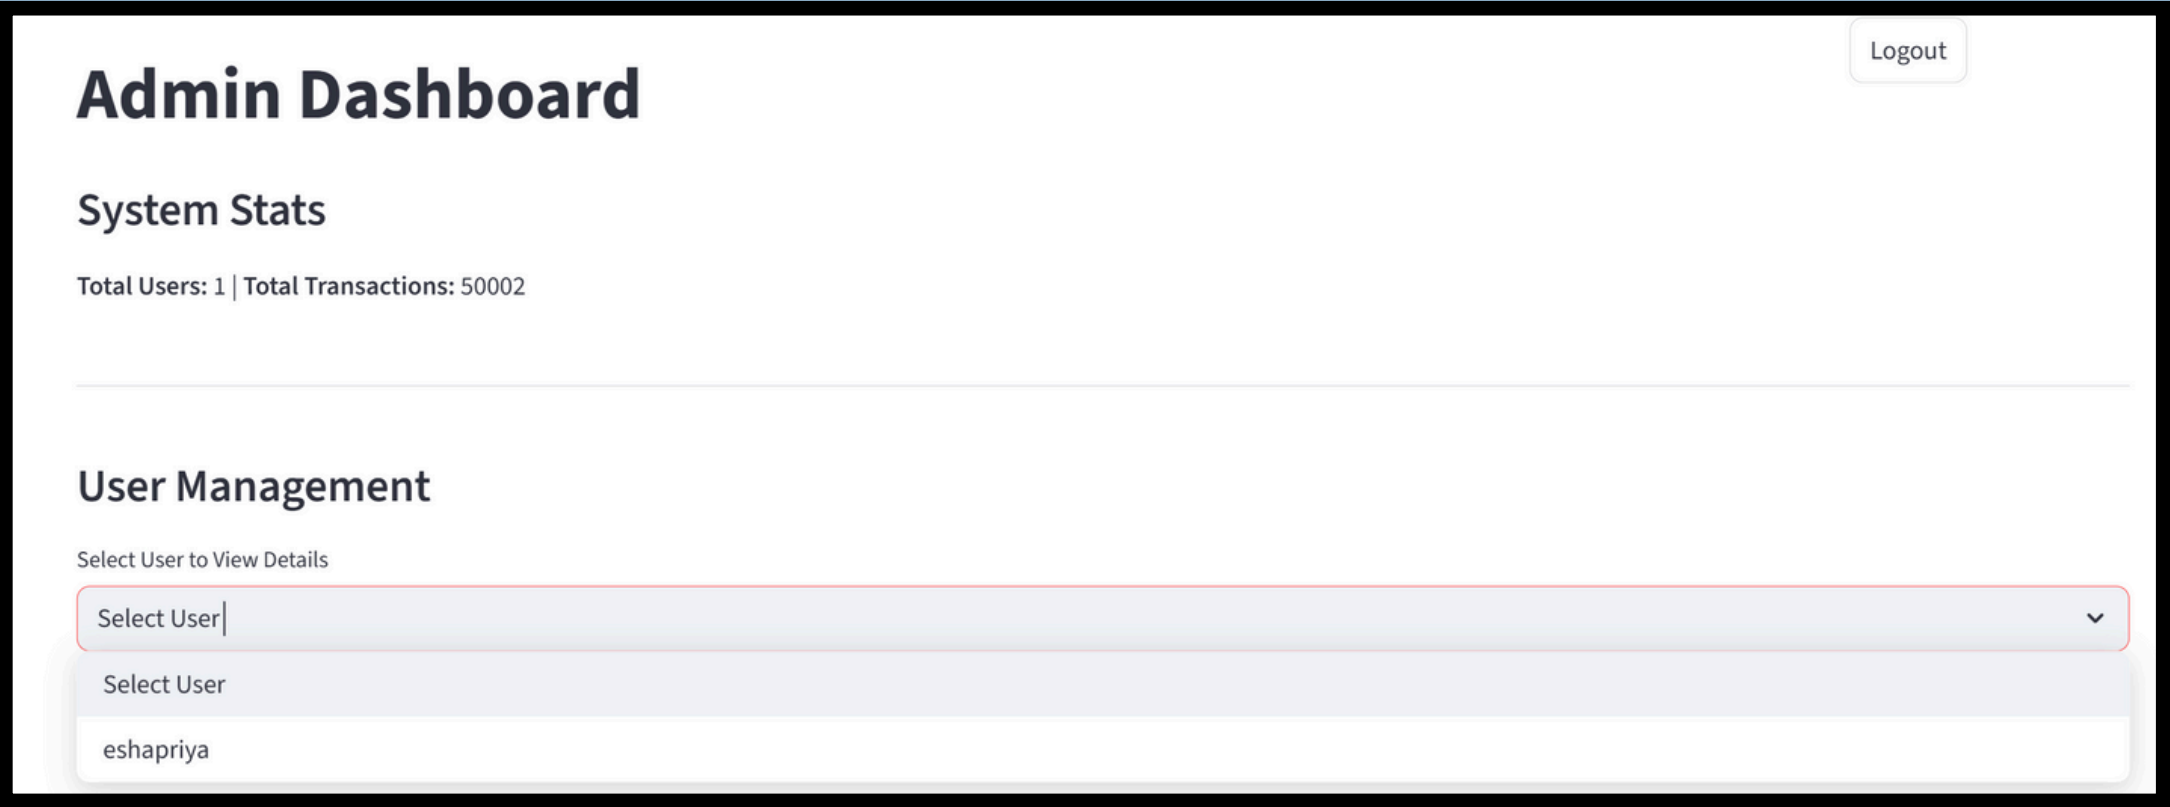 Logout
Admin Dashboard
System Stats
Total Users: 1 | Total Transactions: 50002
User Management
Select User to View Details
Select User
Select User
eshapriya